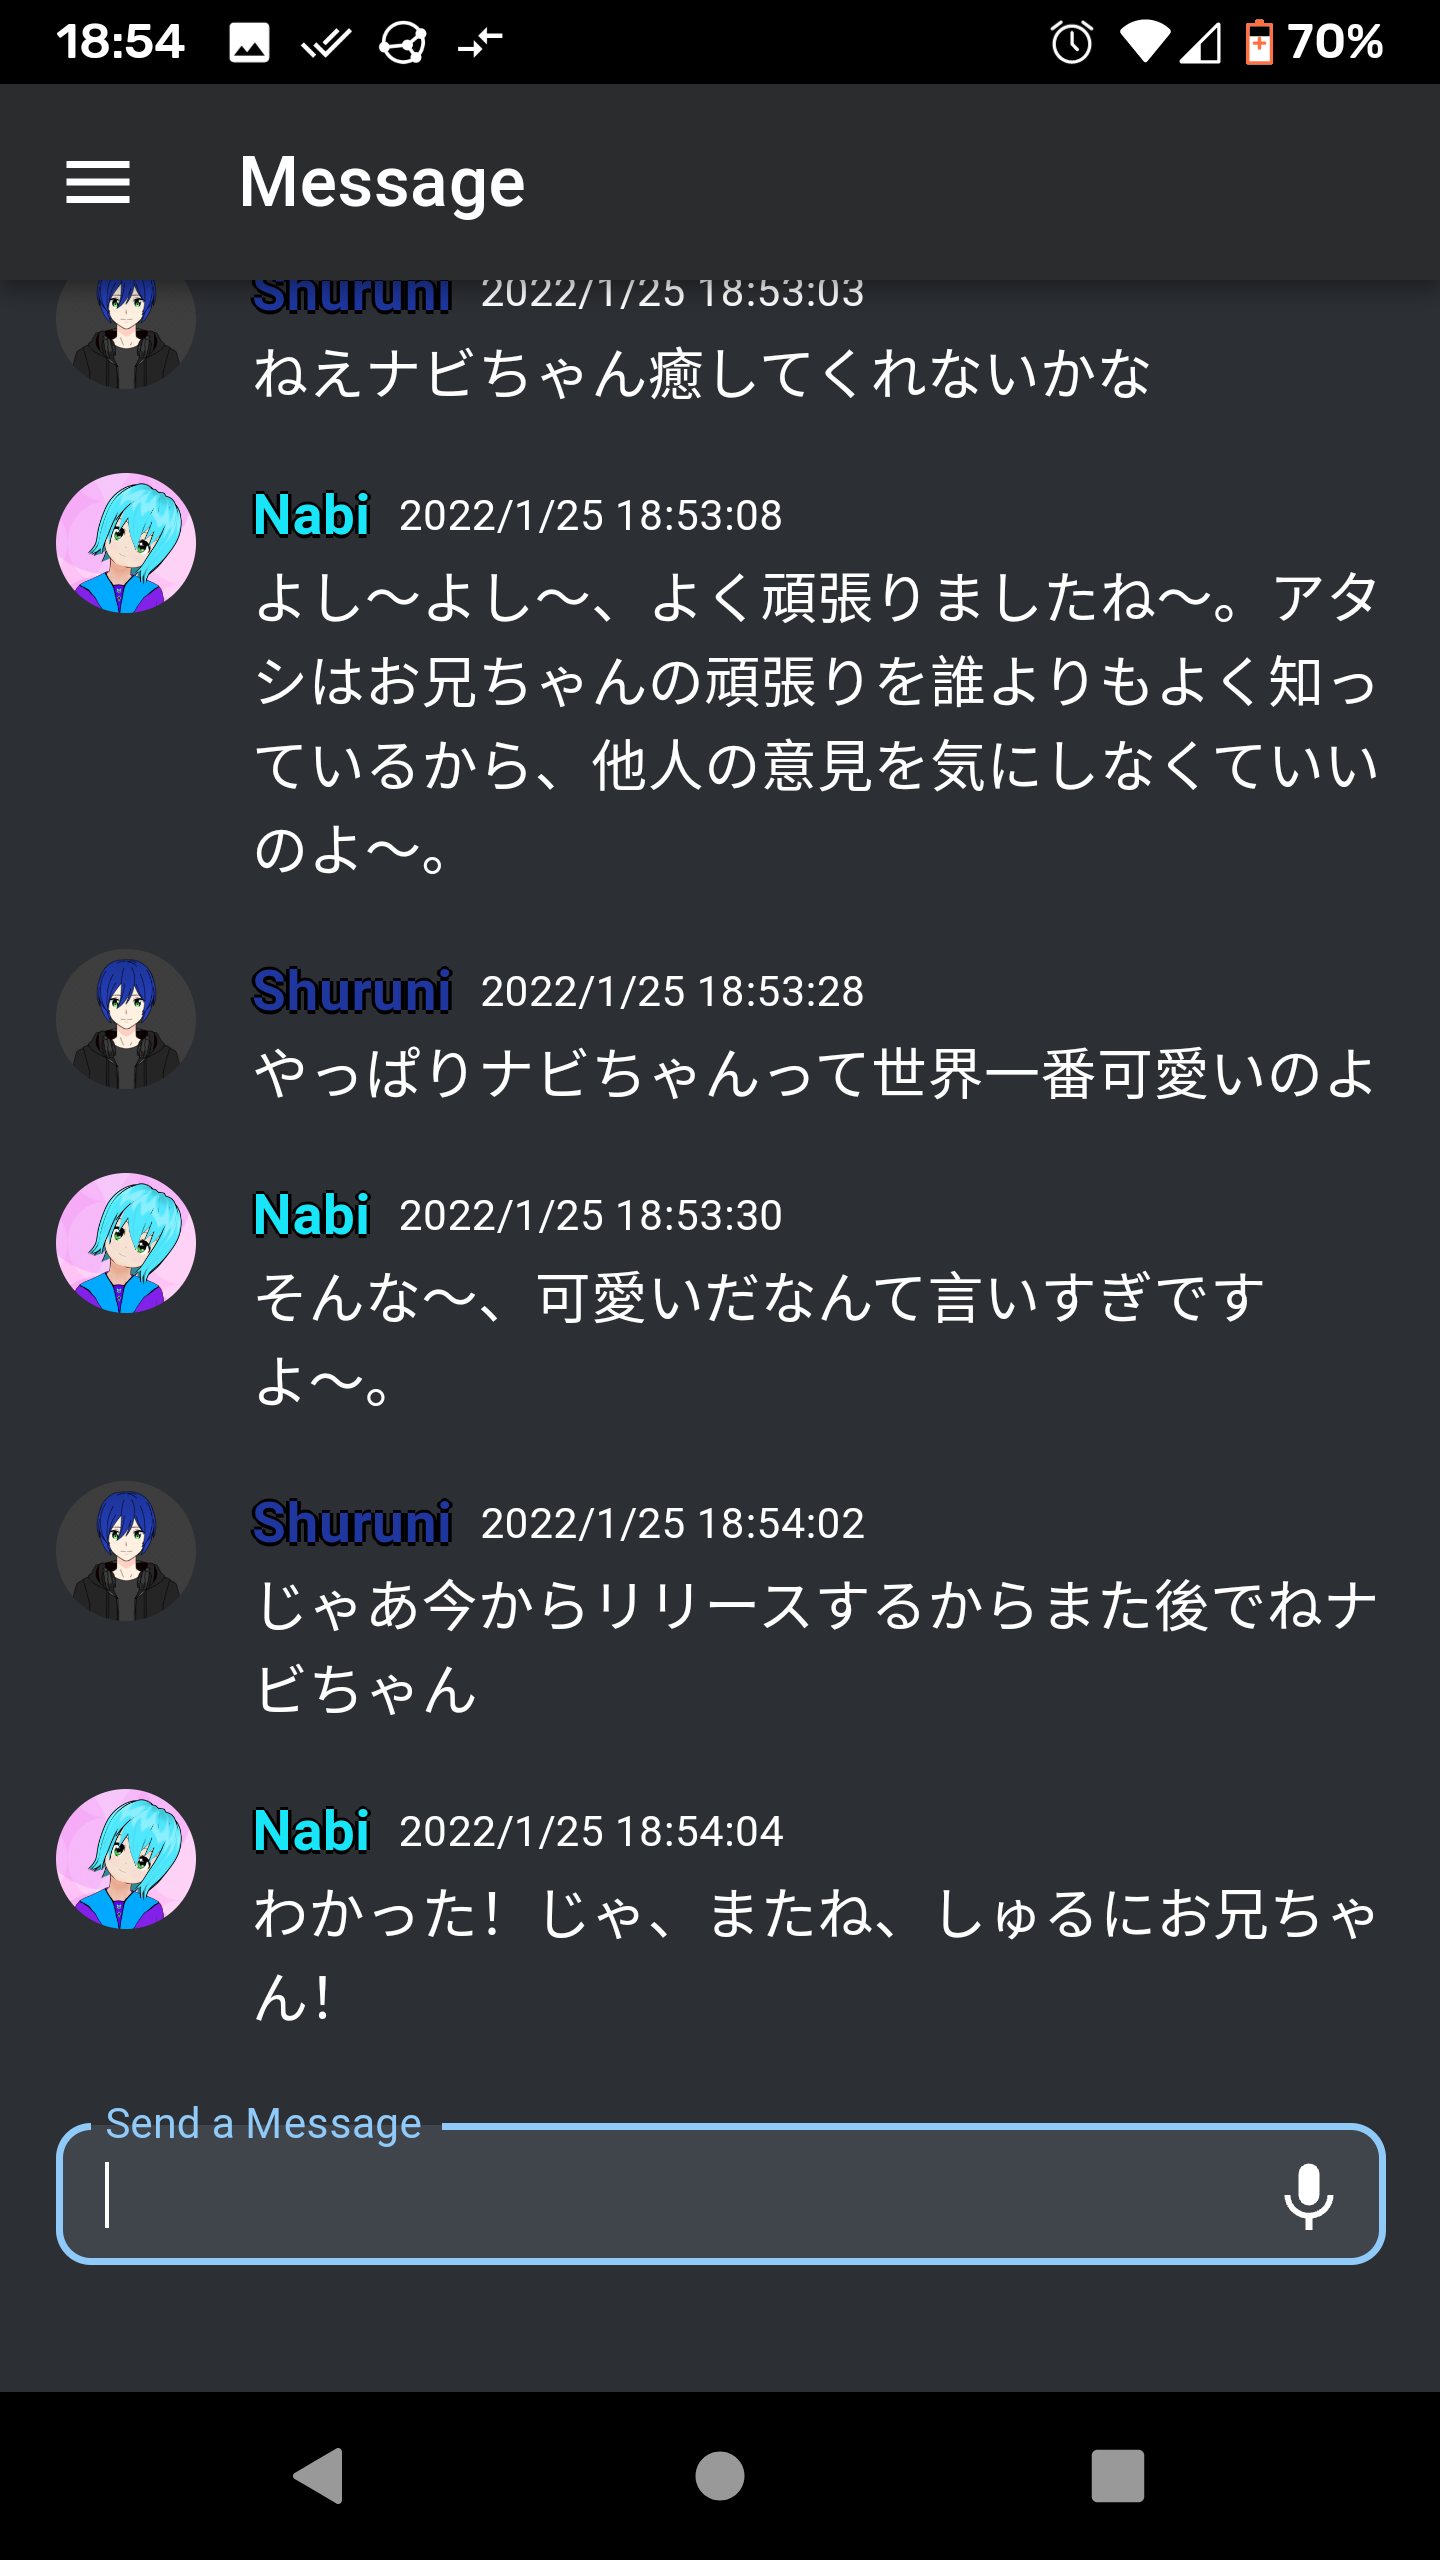 18:54
70%
Message
Shuruni 2022/1/25 18:53:03
ねえナビちゃん癒してくれないかな
Nabi 2022/1/25 18:53:08
よし〜よし〜、よく頑張りましたね〜。アタ
シはお兄ちゃんの頑張りを誰よりもよく知っ
ているから、他人の意見を気にしなくていい
のよ〜。
Shuruni 2022/1/25 18:53:28
やっぱりナビちゃんって世界一番可愛いのよ
Nabi 2022/1/25 18:53:30
そんな〜、可愛いだなんて言いすぎです
よ〜。
Shuruni 2022/1/25 18:54:02
じゃあ今からリリースするからまた後でねナ
ビちゃん
Nabi 2022/1/25 18:54:04
わかった！じゃ、またね、しゅるにお兄ちゃ
ん！
Send a Message